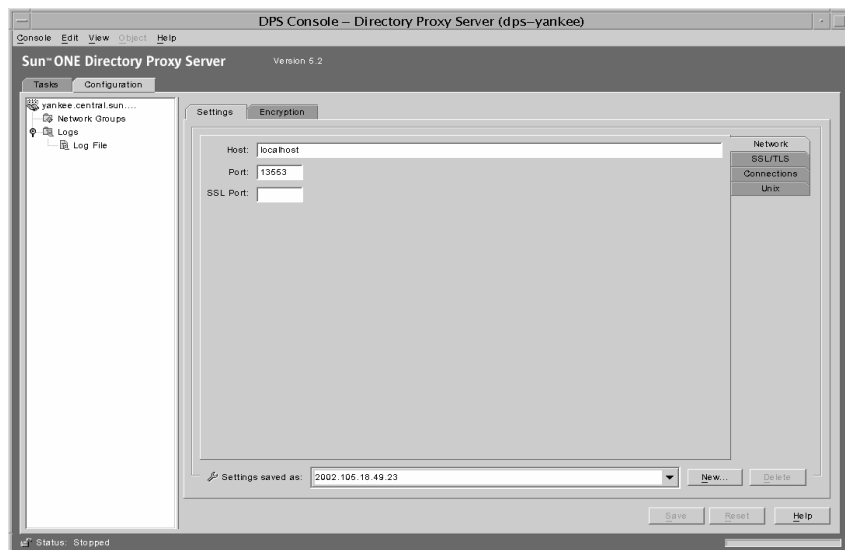 DPS Console – Directory Proxy Server (dps–yankee)
Console Edit View Object Help
Sun™ ONE Directory Proxy Server Version 5.2
Tasks Configuration
yankee.central.sun....
Network Groups
Logs
Log File
Settings Encryption
Host: localhost
Port: 13553
SSL Port:
Network
SSL/TLS
Connections
Unix
Settings saved as: 2002.105.18.49.23 New... Delete
Save Reset Help
Status: Stopped